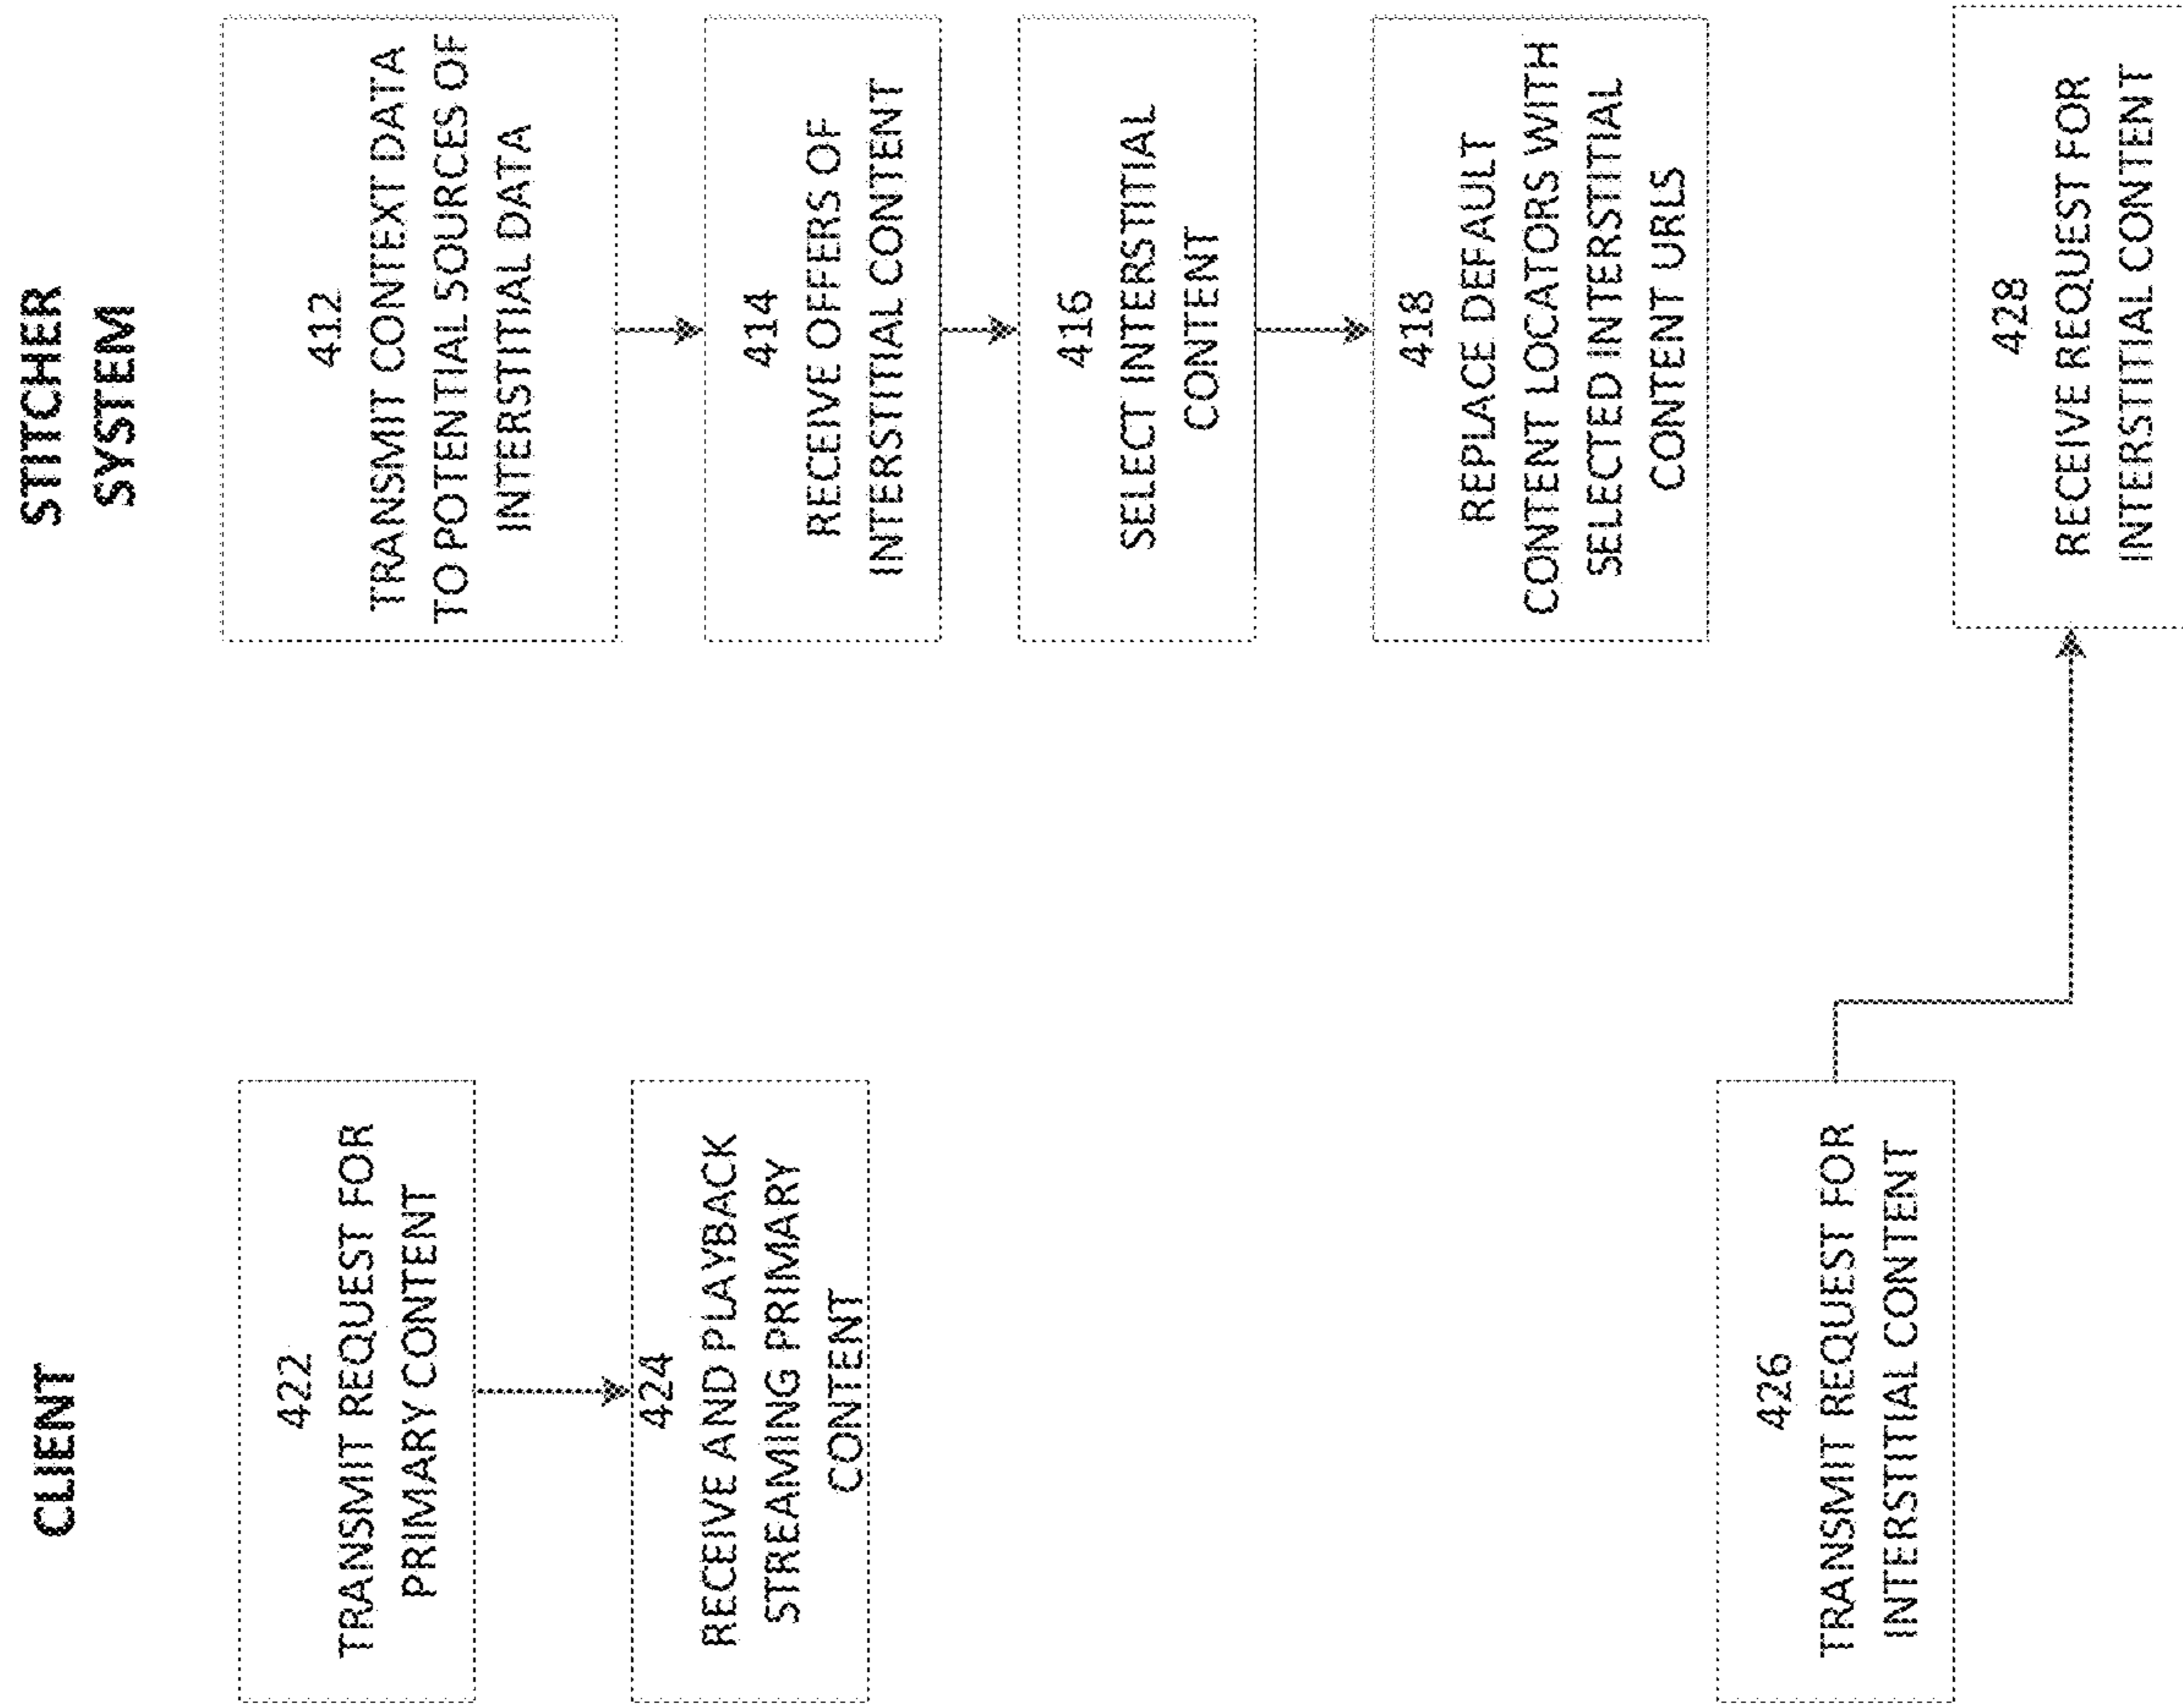 CLIENT
422
TRANSMIT REQUEST FOR
PRIMARY CONTENT
424
RECEIVE AND PLAYBACK
STREAMING PRIMARY
CONTENT
426
TRANSMIT REQUEST FOR
INTERSTITIAL CONTENT
STITCHER
SYSTEM
412
TRANSMIT CONTEXT DATA
TO POTENTIAL SOURCES OF
INTERSTITIAL DATA
414
RECEIVE OFFERS OF
INTERSTITIAL CONTENT
416
SELECT INTERSTITIAL
CONTENT
418
REPLACE DEFAULT
CONTENT LOCATORS WITH
SELECTED INTERSTITIAL
CONTENT URLS
428
RECEIVE REQUEST FOR
INTERSTITIAL CONTENT